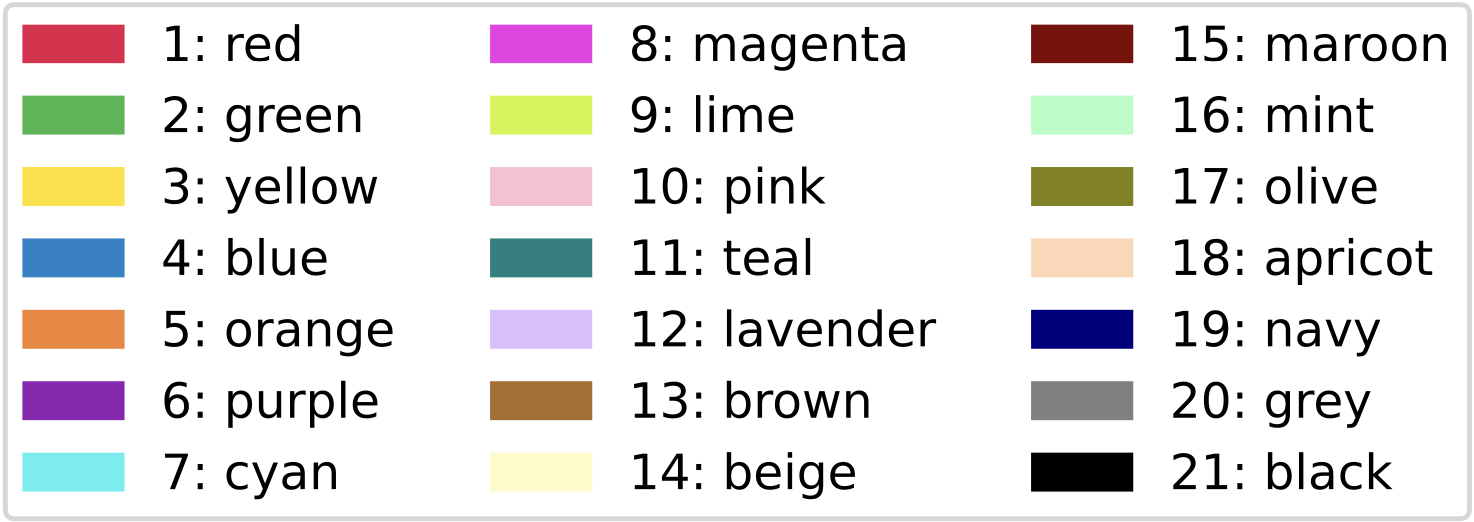 1: red
2: green
3: yellow
4: blue
5: orange
6: purple
7: cyan
8: magenta
9: lime
10: pink
11: teal
12: lavender
13: brown
14: beige
15: maroon
16: mint
17: olive
18: apricot
19: navy
20: grey
21: black